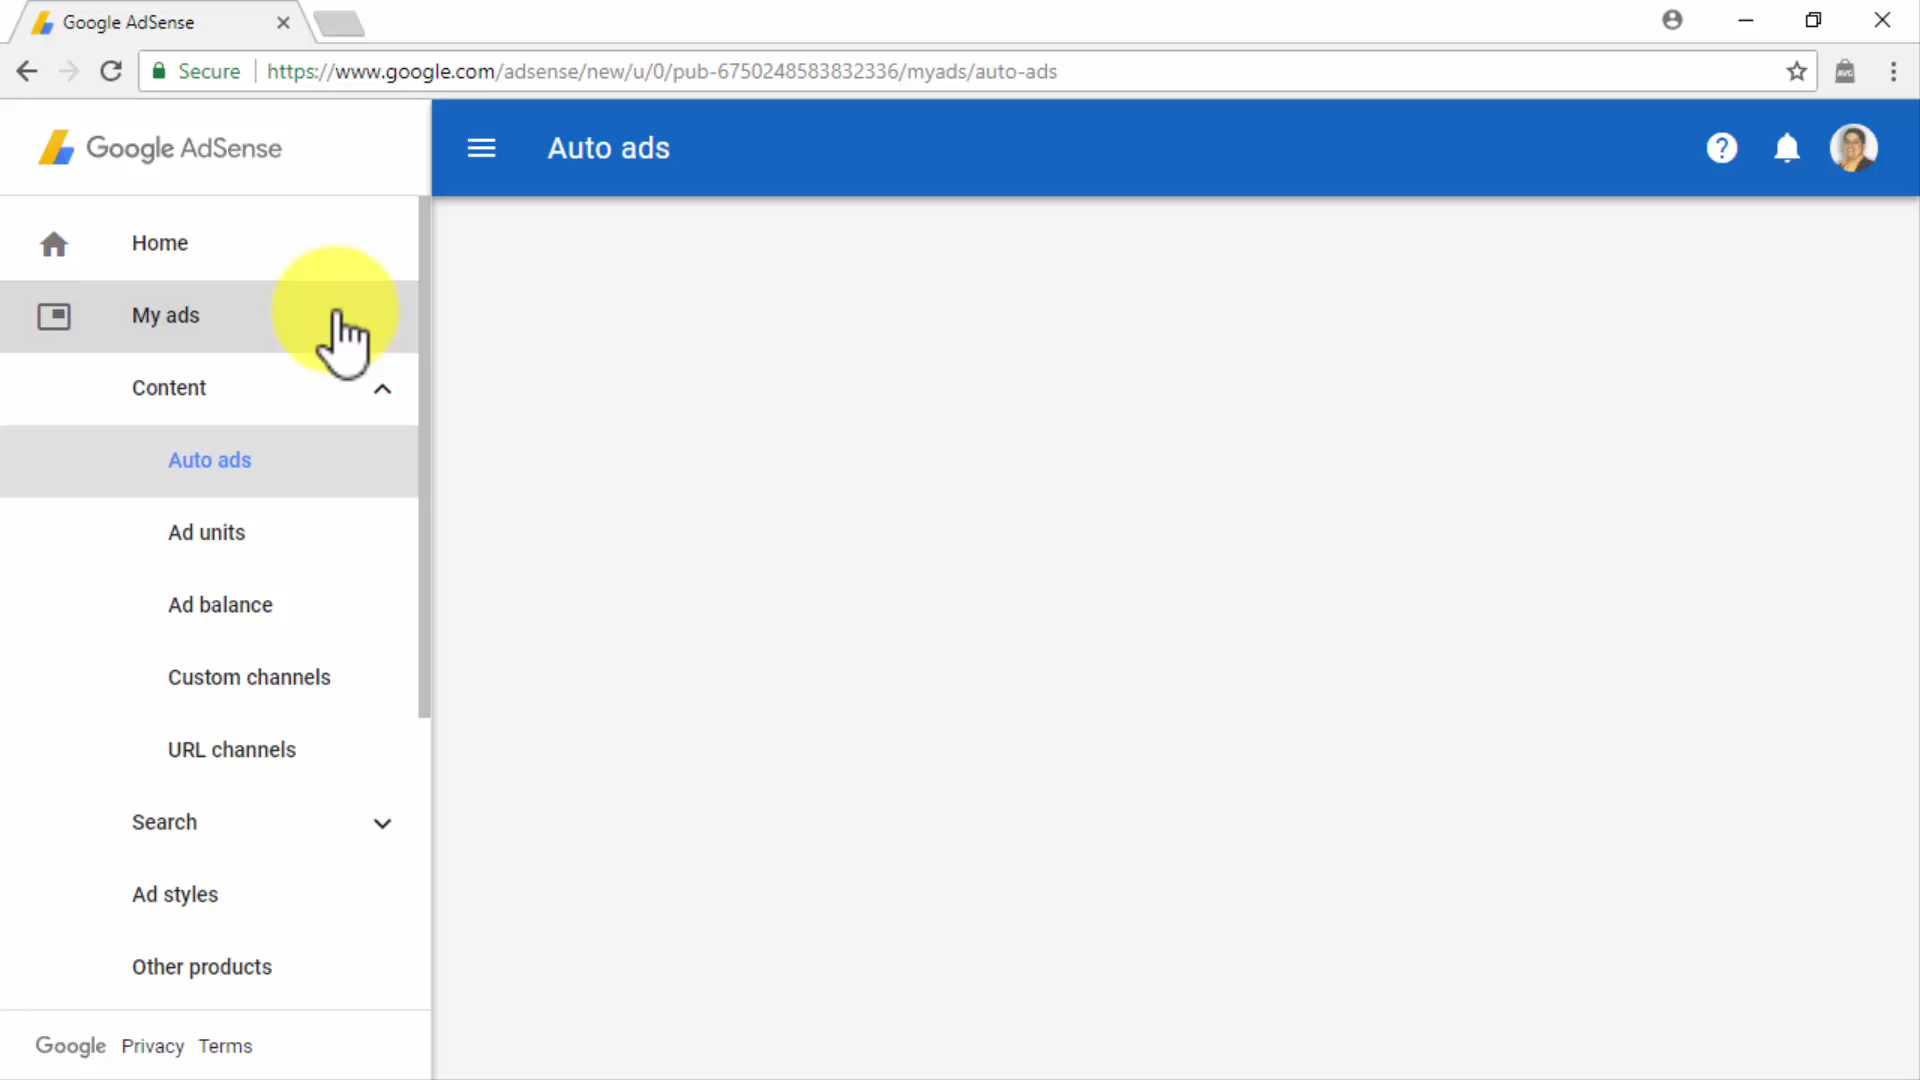 Google AdSense
Secure
https://www.google.com/adsense/new/u/0/pub-6750248583832336/myads/auto-ads
AVG
Google AdSense
Auto ads
?
Home
My ads
Content
Auto ads
Ad units
Ad balance
Custom channels
URL channels
Search
Ad styles
Other products
Google Privacy Terms